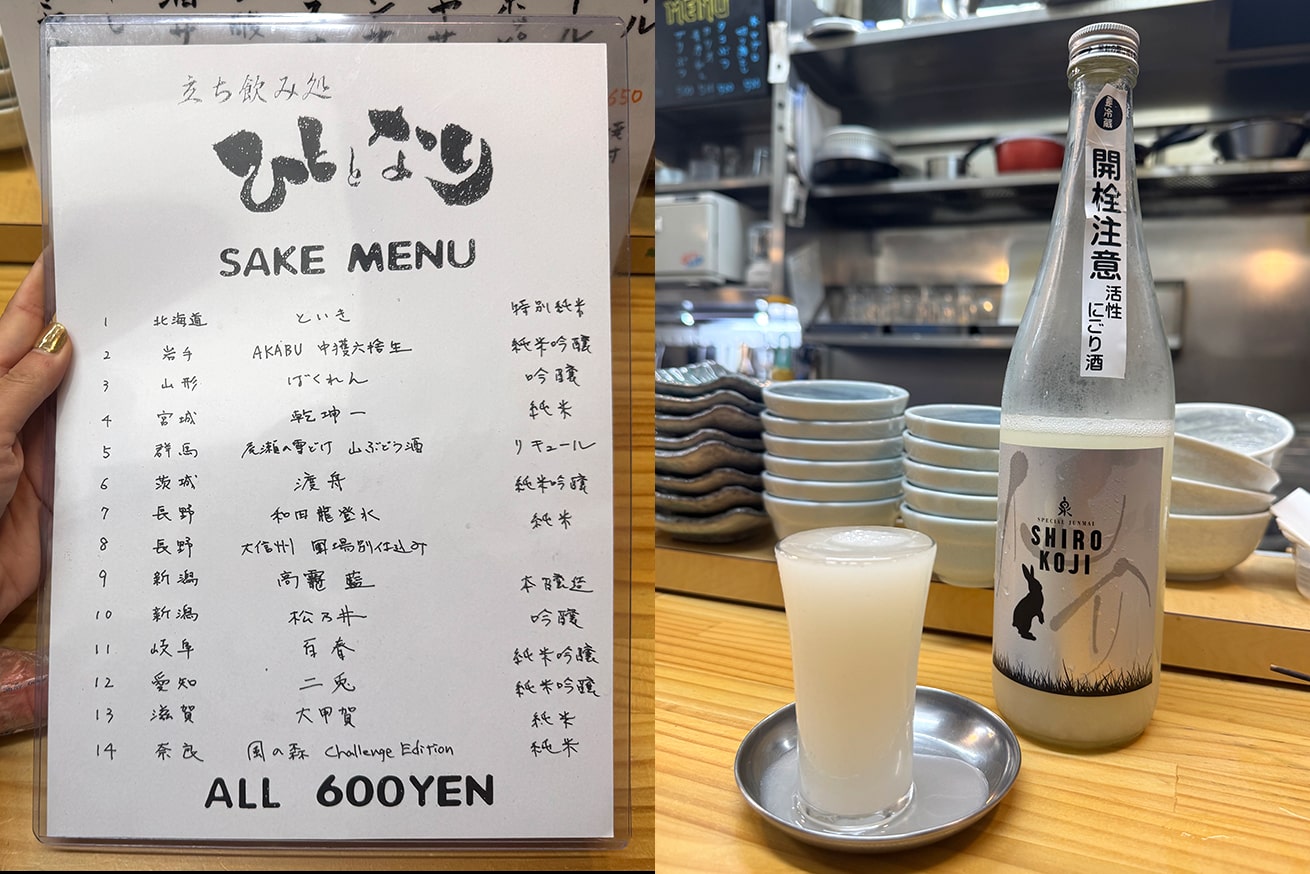 立ち飲み処
ひととなり
SAKE MENU
1 北海道 といき 特別純米
2 岩手 AKABU 中獲六捨生 純米吟醸
3 山形 ばくれん 吟醸
4 宮城 乾坤一 純米
5 群馬 尾瀬の雪どけ 山ぶどう酒 リキュール
6 茨城 渡舟 純米吟醸
7 長野 和田龍登水 純米
8 長野 大信州 圃場別仕込み
9 新潟 高龗 藍 本醸造
10 新潟 松乃井 吟醸
11 岐阜 百春 純米吟醸
12 愛知 二兎 純米吟醸
13 滋賀 大甲賀 純米
14 奈良 風の森 Challenge Edition 純米
ALL 600YEN
650
MENU
要冷蔵
開栓注意
活性
にごり酒
泉
SPECIAL JUNMAI
SHIRO
KOJI